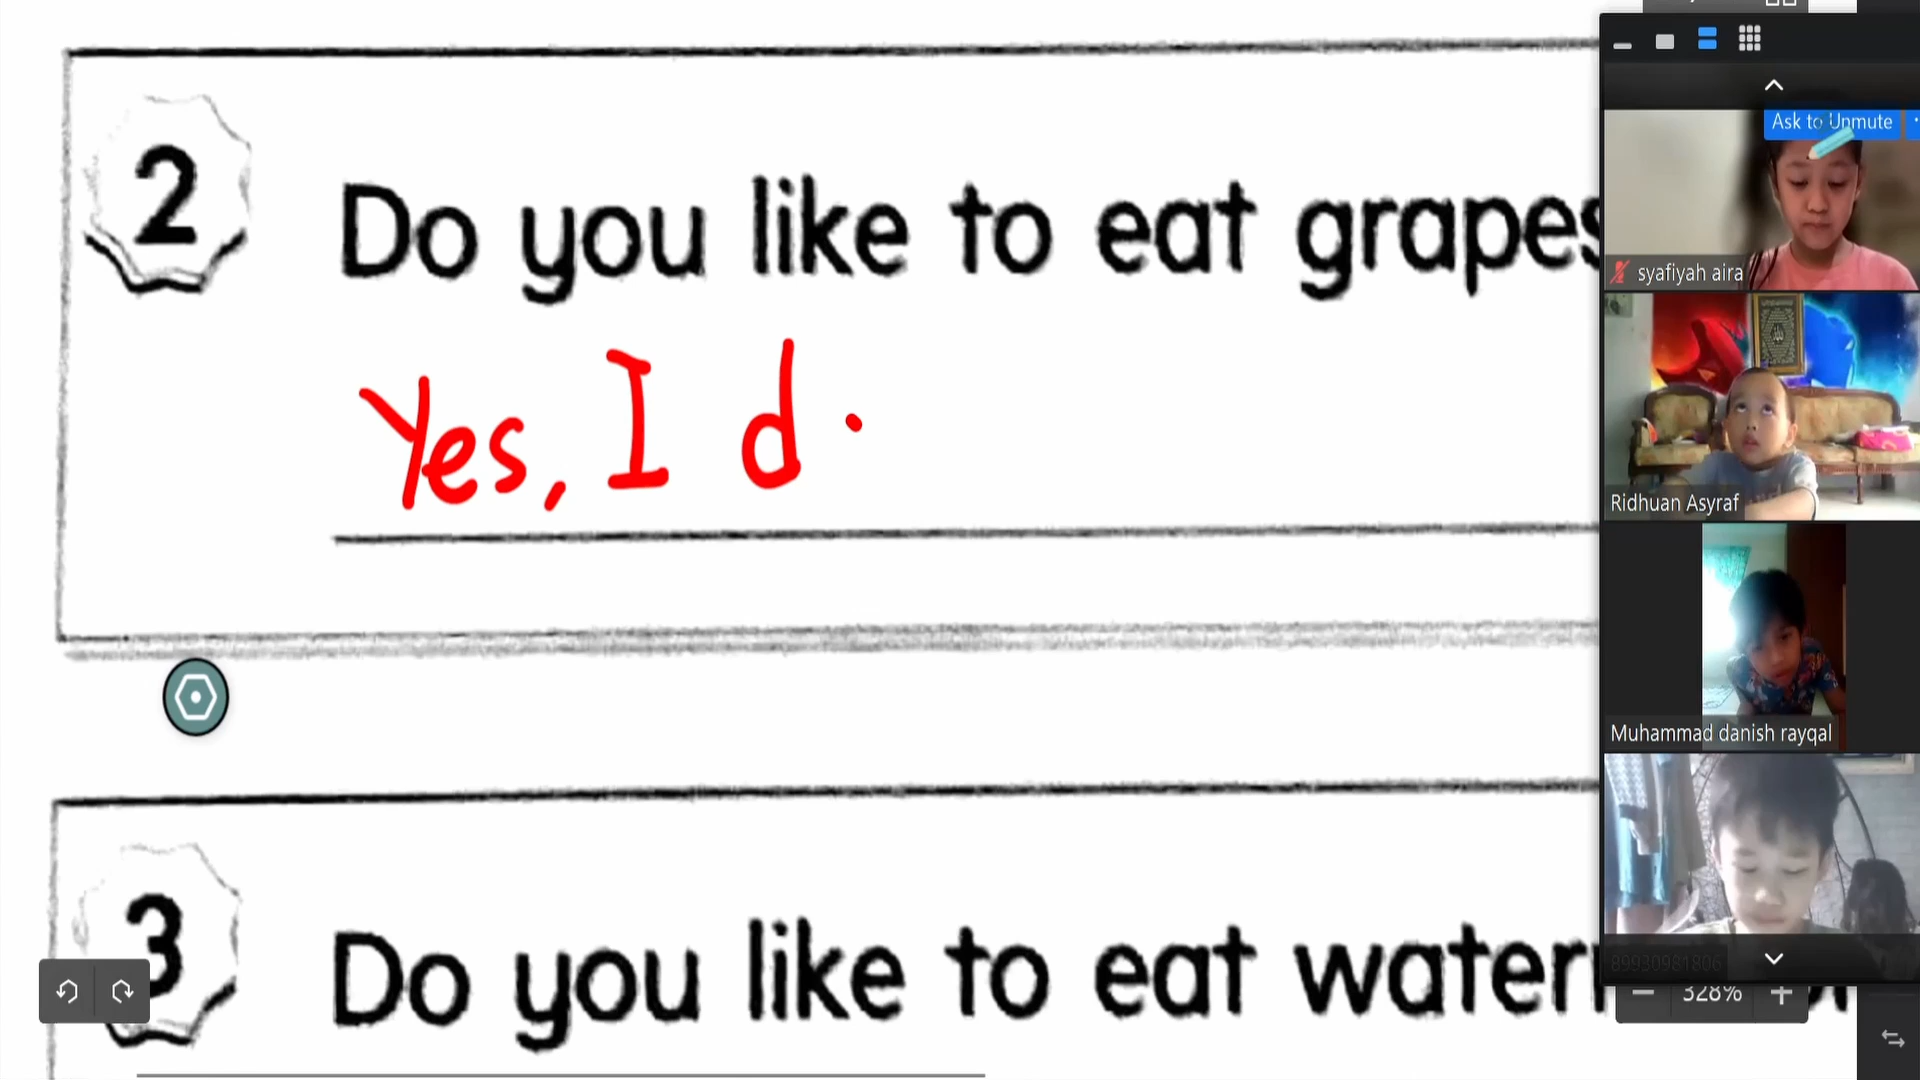 2
Do you like to eat grapes
Yes, I d
3
Do you like to eat
Ask to Unmute
syafiyah aira
Ridhuan Asyraf
Muhammad danish rayqal
89930981806
328%